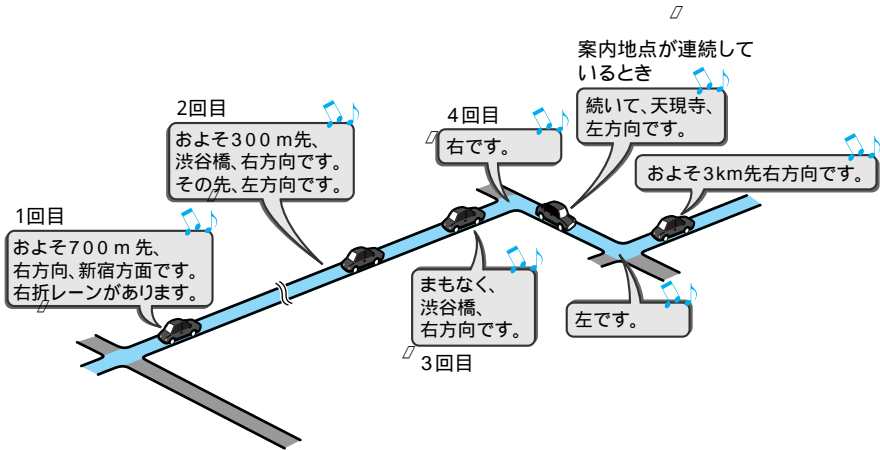 1回目
およそ700m先、
右方向、新宿方面です。
右折レーンがあります。
2回目
およそ300m先、
渋谷橋、右方向です。
その先、左方向です。
まもなく、
渋谷橋、
右方向です。
3回目
4回目
右です。
案内地点が連続して
いるとき
続いて、天現寺、
左方向です。
左です。
およそ3km先右方向です。